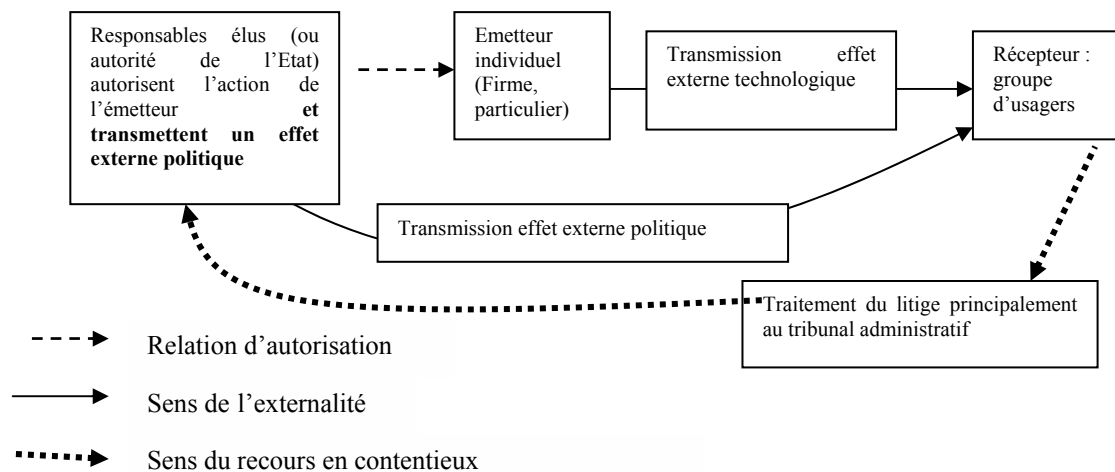 Responsables élus (ou
autorité de l’Etat)
autorisent l’action de
l’émetteur et
transmettent un effet
externe politique
Emetteur
individuel
(Firme,
particulier)
Transmission effet
externe technologique
Récepteur :
groupe
d’usagers
Transmission effet externe politique
Traitement du litige principalement
au tribunal administratif
Relation d’autorisation
Sens de l’externalité
Sens du recours en contentieux